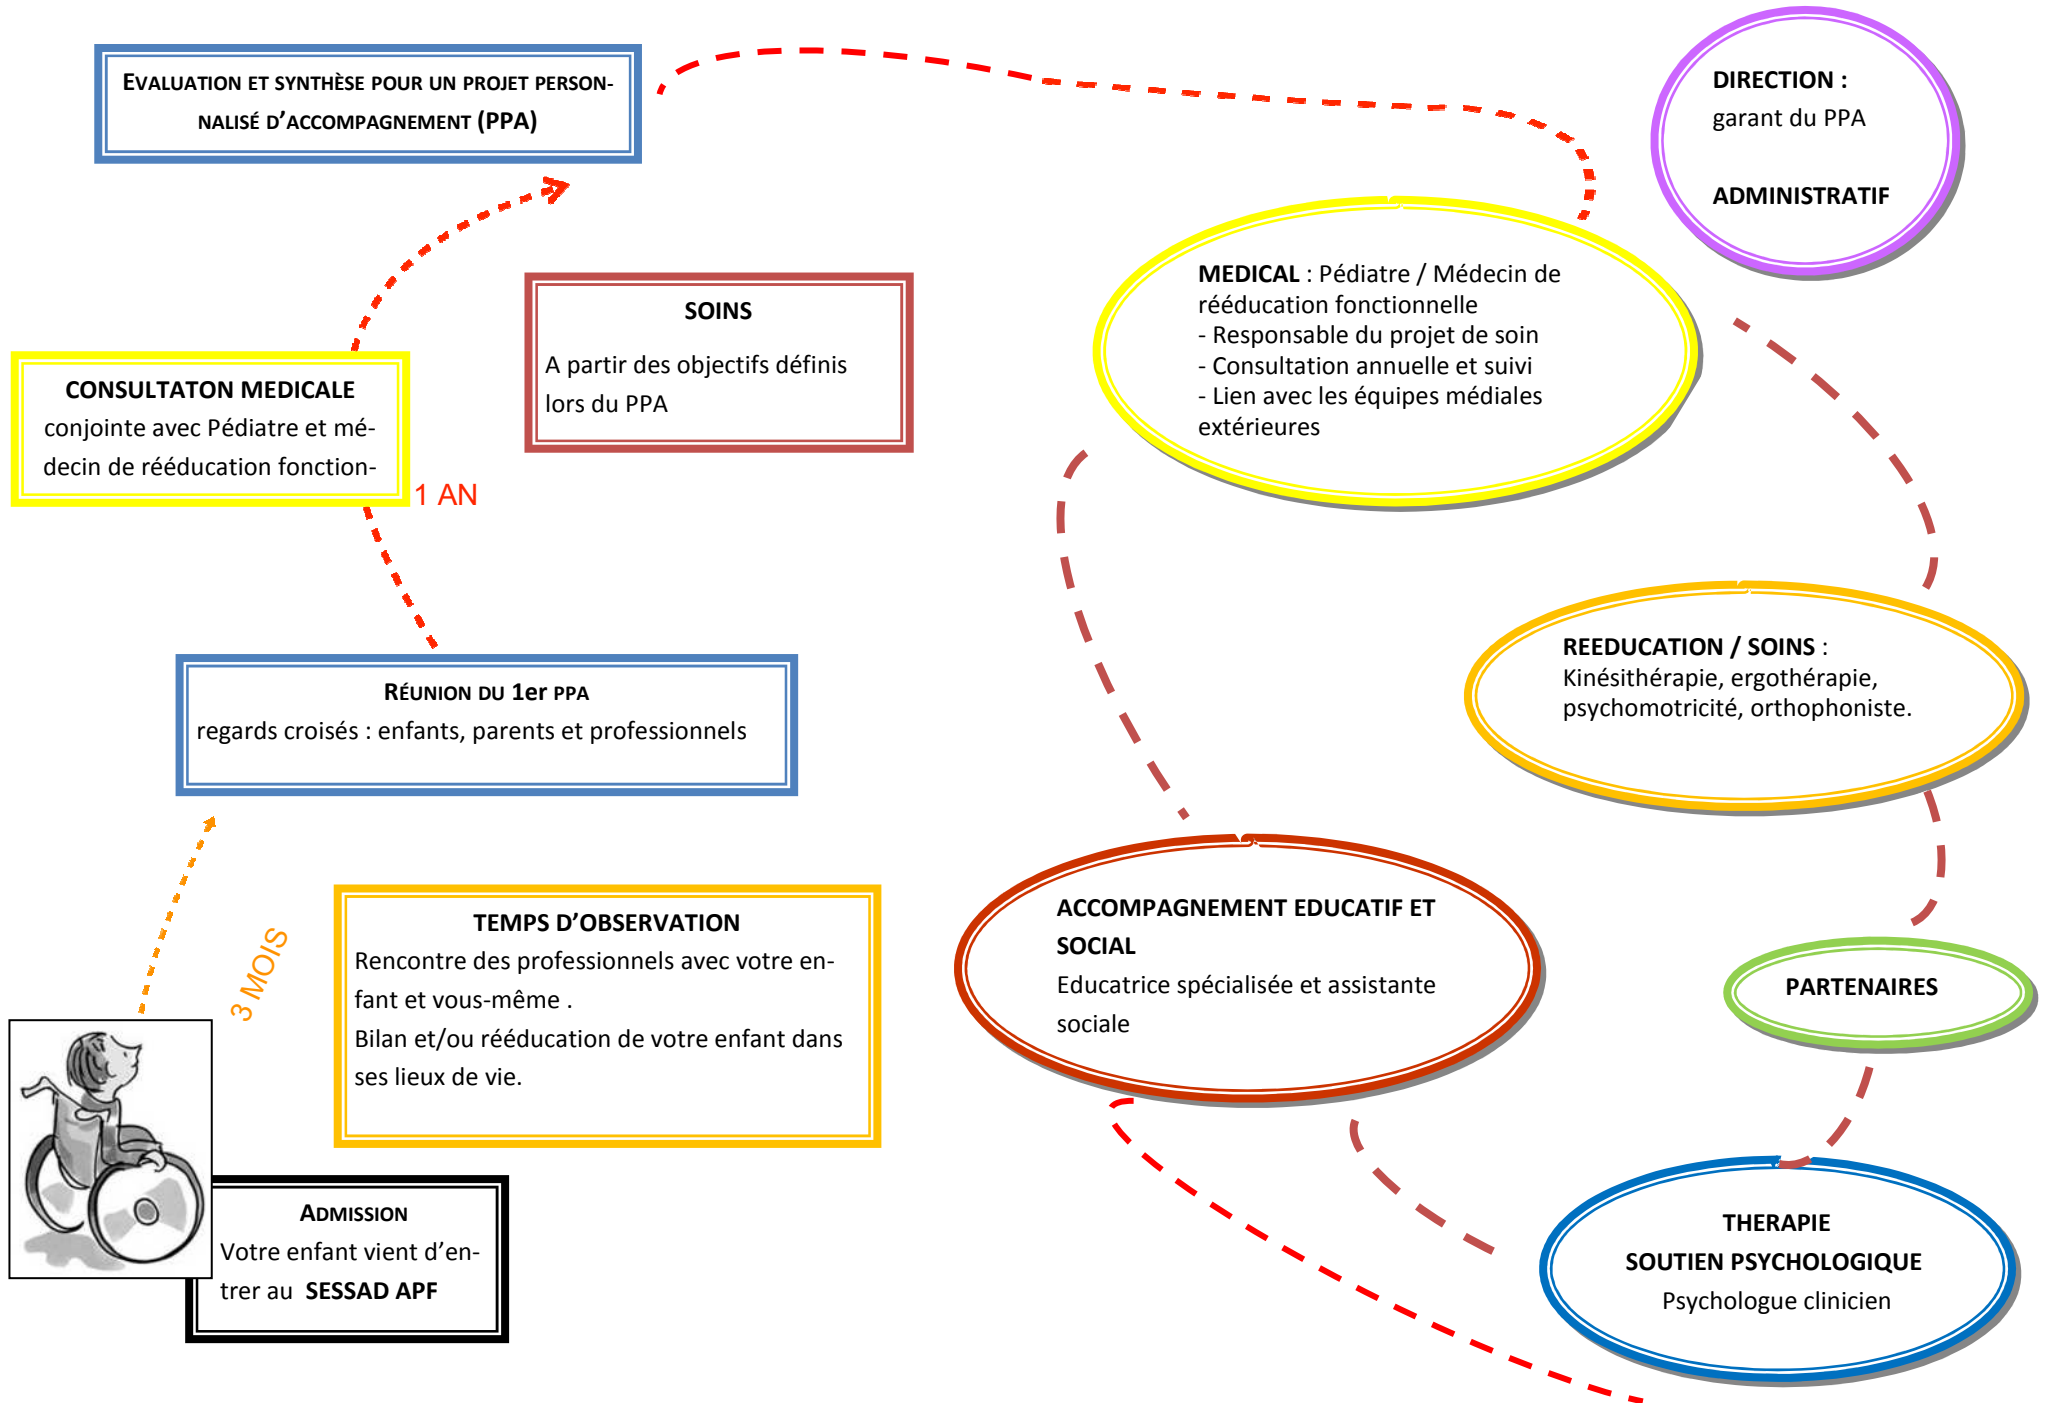 EVALUATION ET SYNTHÈSE POUR UN PROJET PERSON-
NALISÉ D’ACCOMPAGNEMENT (PPA)
SOINS
A partir des objectifs définis
lors du PPA
CONSULTATON MEDICALE
conjointe avec Pédiatre et mé-
decin de rééducation fonction-
1 AN
RÉUNION DU 1er PPA
regards croisés : enfants, parents et professionnels
3 MOIS
TEMPS D’OBSERVATION
Rencontre des professionnels avec votre en-
fant et vous-même .
Bilan et/ou rééducation de votre enfant dans
ses lieux de vie.
ADMISSION
Votre enfant vient d’en-
trer au SESSAD APF
DIRECTION :
garant du PPA
ADMINISTRATIF
MEDICAL : Pédiatre / Médecin de
rééducation fonctionnelle
- Responsable du projet de soin
- Consultation annuelle et suivi
- Lien avec les équipes médiales
extérieures
REEDUCATION / SOINS :
Kinésithérapie, ergothérapie,
psychomotricité, orthophoniste.
ACCOMPAGNEMENT EDUCATIF ET
SOCIAL
Educatrice spécialisée et assistante
sociale
PARTENAIRES
THERAPIE
SOUTIEN PSYCHOLOGIQUE
Psychologue clinicien